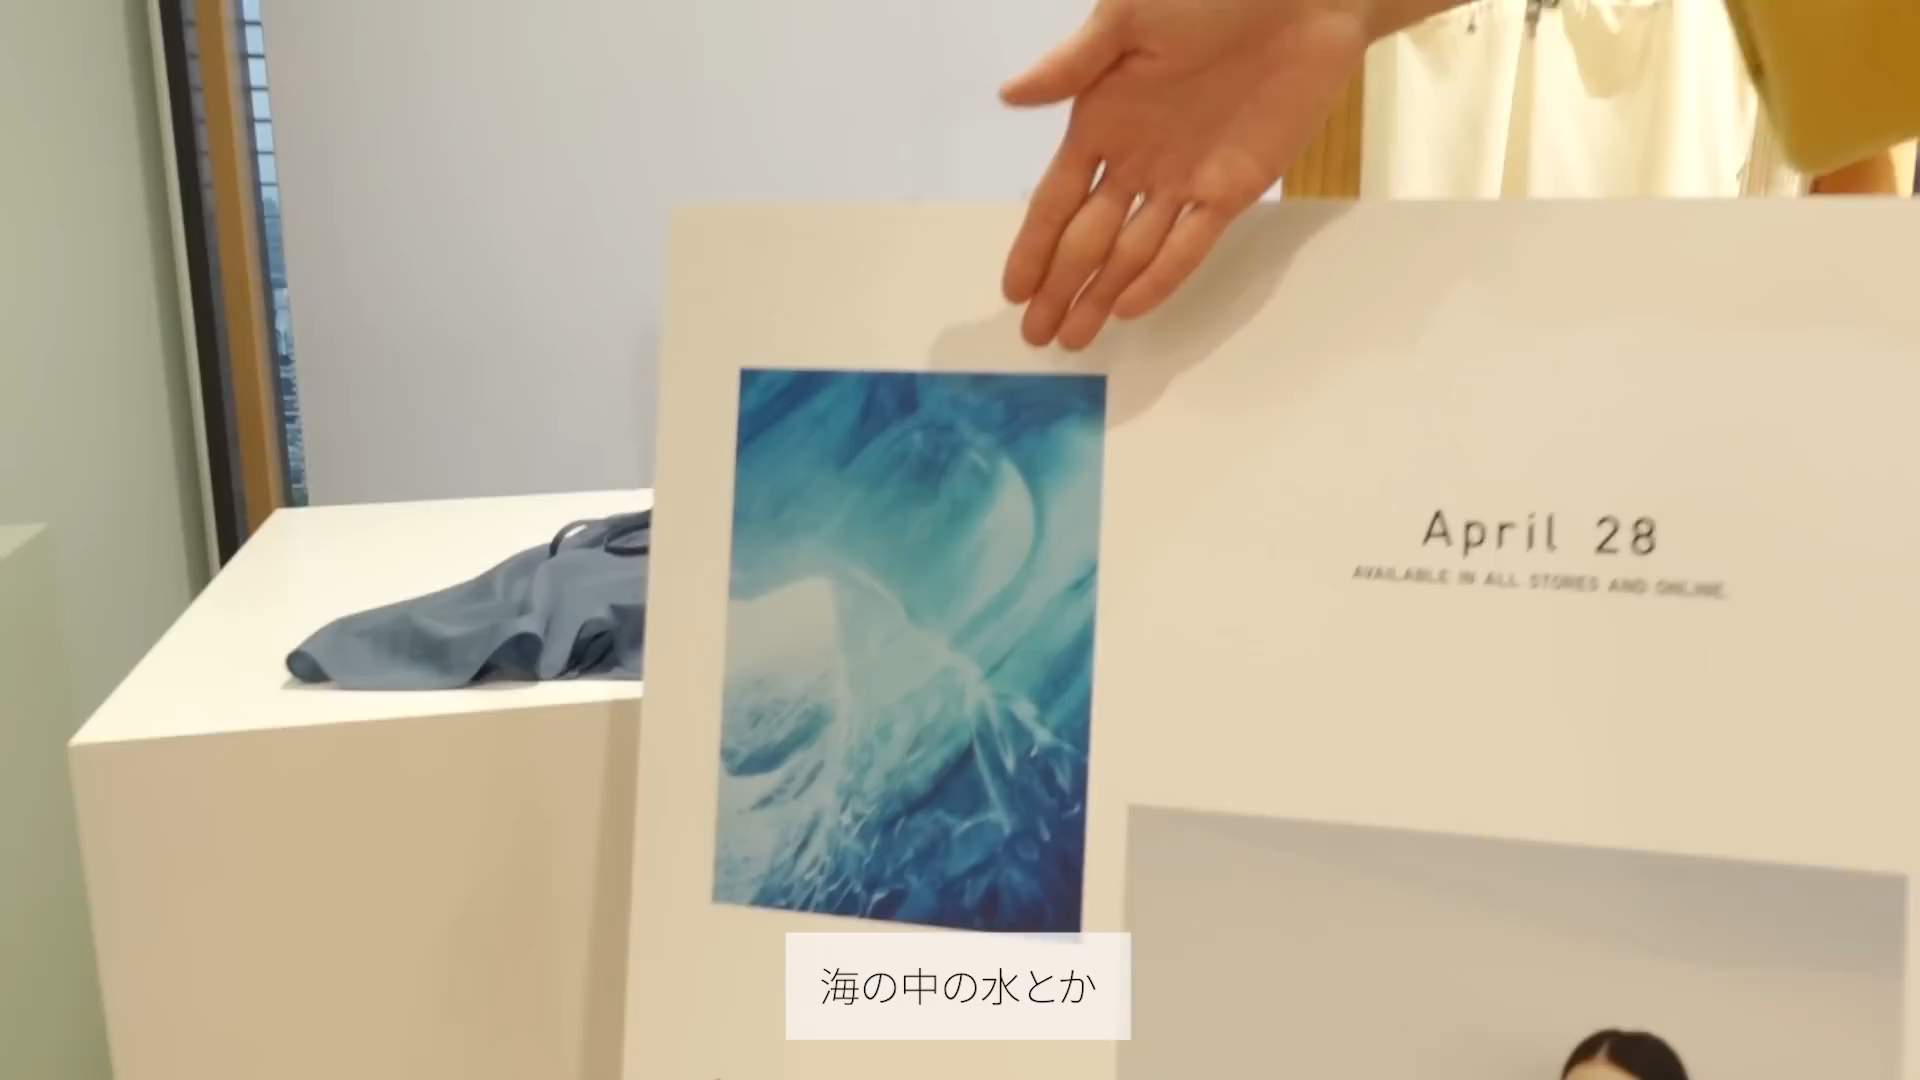 April 28
AVAILABLE IN ALL STORES AND ONLINE.
海の中の水とか